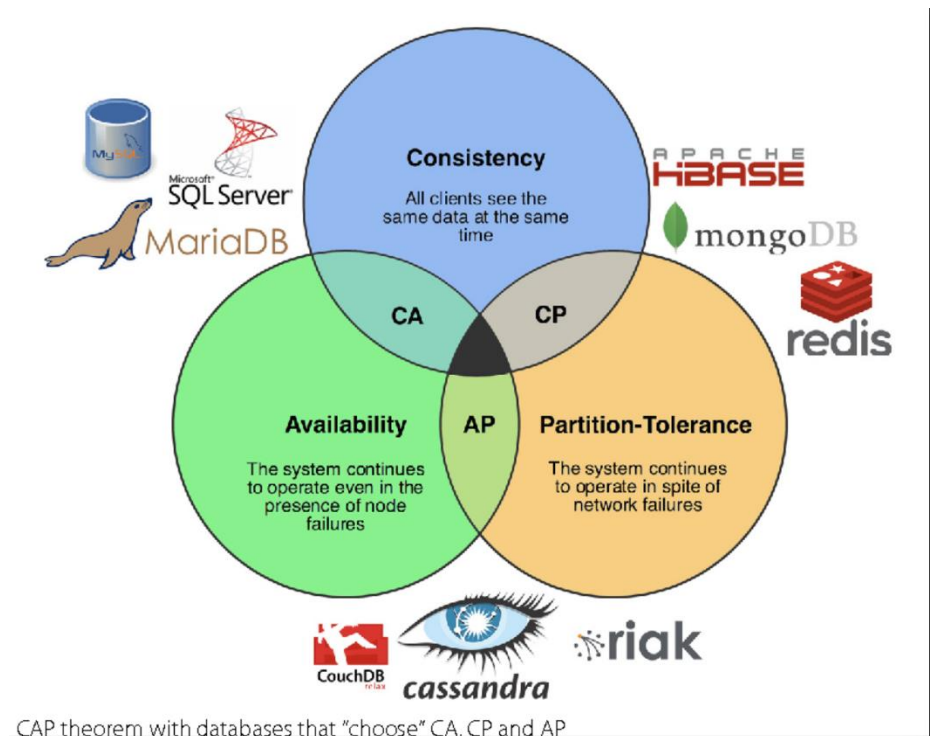 Consistency
All clients see the
same data at the same
time
MySQL
Microsoft®
SQL Server®
MariaDB
APACHE
HBASE
mongoDB
redis
CA
CP
AP
Availability
The system continues
to operate even in the
presence of node
failures
Partition-Tolerance
The system continues
to operate in spite of
network failures
CouchDB
relax
cassandra
riak
CAP theorem with databases that “choose” CA, CP and AP